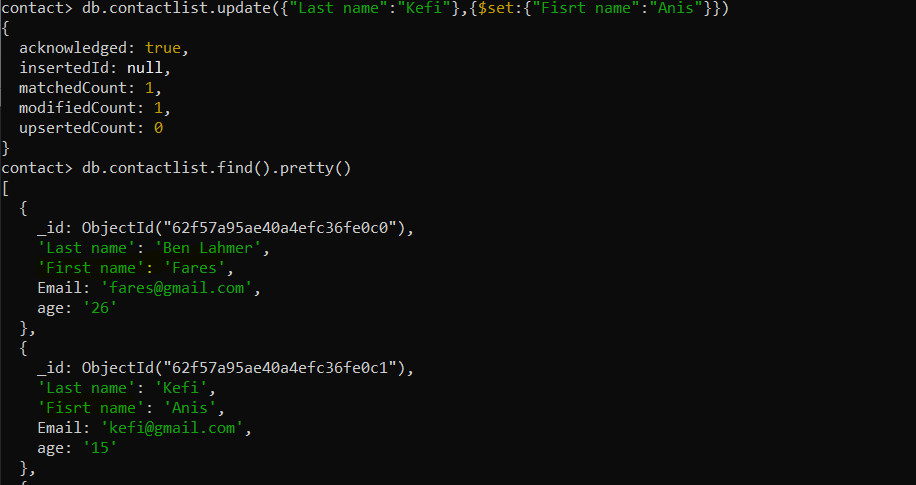 contact> db.contactlist.update({"Last name":"Kefi"},{$set:{"Fisrt name":"Anis"}})
{
  acknowledged: true,
  insertedId: null,
  matchedCount: 1,
  modifiedCount: 1,
  upsertedCount: 0
}
contact> db.contactlist.find().pretty()
[
  {
    _id: ObjectId("62f57a95ae40a4efc36fe0c0"),
    'Last name': 'Ben Lahmer',
    'First name': 'Fares',
    Email: 'fares@gmail.com',
    age: '26'
  },
  {
    _id: ObjectId("62f57a95ae40a4efc36fe0c1"),
    'Last name': 'Kefi',
    'Fisrt name': 'Anis',
    Email: 'kefi@gmail.com',
    age: '15'
  },
  {